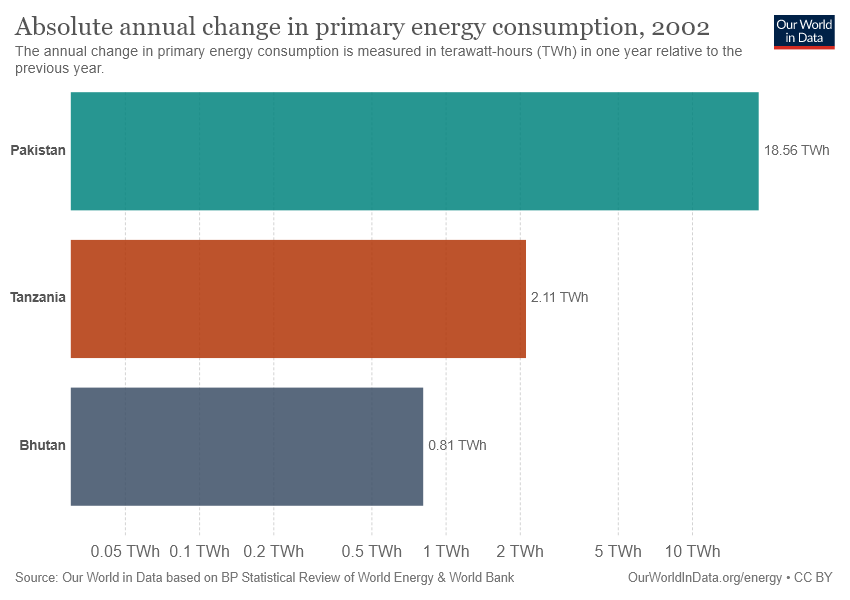 Absolute annual change in primary energy consumption, 2002
Our World
in Data
The annual change in primary energy consumption is measured in terawatt-hours (TWh) in one year relative to the
previous year.
Pakistan
18.56 TWh
Tanzania
2.11 TWh
Bhutan
0.81 TWh
0.05 TWh 0.1 TWh 0.2 TWh 0.5 TWh 1 TWh 2 TWh 5 TWh 10 TWh
Source: Our World in Data based on BP Statistical Review of World Energy & World Bank
OurWorldInData.org/energy • CC BY